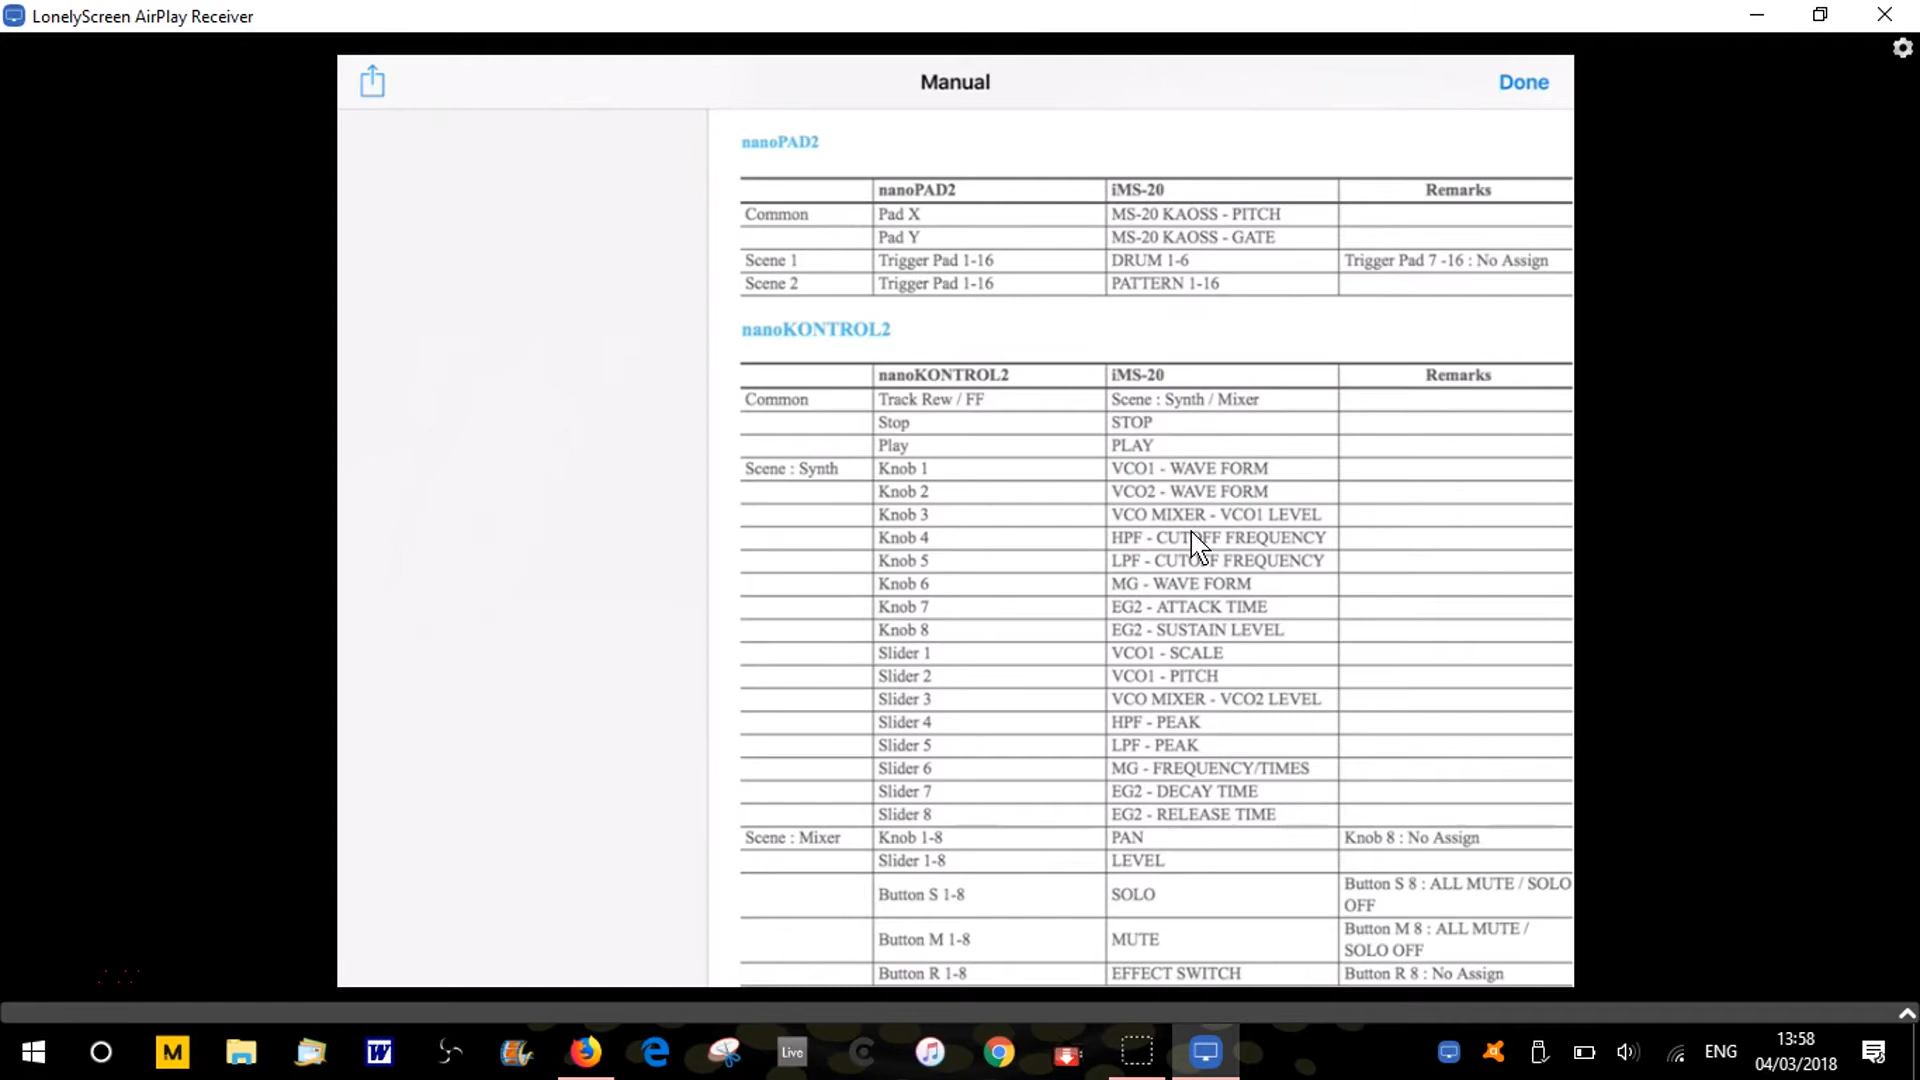 LonelyScreen AirPlay Receiver
Manual
Done
nanoPAD2
nanoPAD2 iMS-20 Remarks
Common Pad X MS-20 KAOSS - PITCH
Pad Y MS-20 KAOSS - GATE
Scene 1 Trigger Pad 1-16 DRUM 1-6 Trigger Pad 7 -16 : No Assign
Scene 2 Trigger Pad 1-16 PATTERN 1-16
nanoKONTROL2
nanoKONTROL2 iMS-20 Remarks
Common Track Rew / FF Scene : Synth / Mixer
Stop STOP
Play PLAY
Scene : Synth Knob 1 VCO1 - WAVE FORM
Knob 2 VCO2 - WAVE FORM
Knob 3 VCO MIXER - VCO1 LEVEL
Knob 4 HPF - CUTOFF FREQUENCY
Knob 5 LPF - CUTOFF FREQUENCY
Knob 6 MG - WAVE FORM
Knob 7 EG2 - ATTACK TIME
Knob 8 EG2 - SUSTAIN LEVEL
Slider 1 VCO1 - SCALE
Slider 2 VCO1 - PITCH
Slider 3 VCO MIXER - VCO2 LEVEL
Slider 4 HPF - PEAK
Slider 5 LPF - PEAK
Slider 6 MG - FREQUENCY/TIMES
Slider 7 EG2 - DECAY TIME
Slider 8 EG2 - RELEASE TIME
Scene : Mixer Knob 1-8 PAN Knob 8 : No Assign
Slider 1-8 LEVEL
Button S 1-8 SOLO Button S 8 : ALL MUTE / SOLO
OFF
Button M 1-8 MUTE Button M 8 : ALL MUTE /
SOLO OFF
Button R 1-8 EFFECT SWITCH Button R 8 : No Assign
M
W
Live
ENG
13:58
04/03/2018